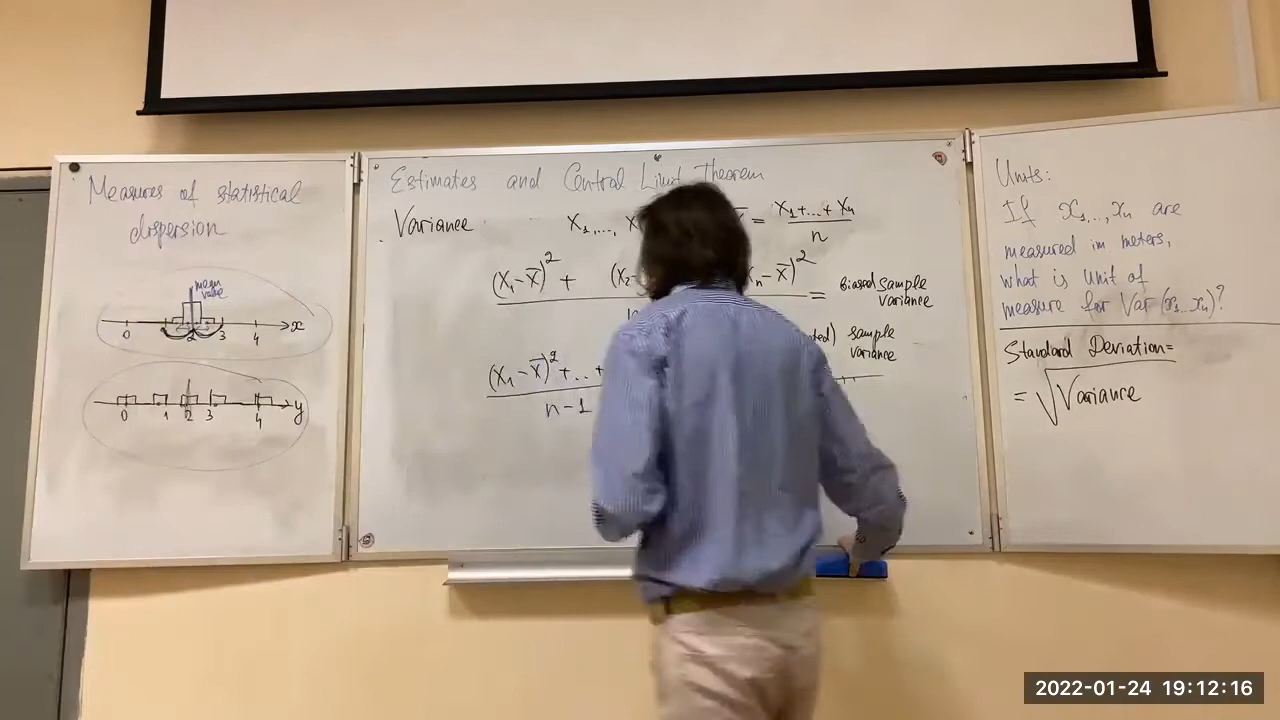 Measures of statistical
dispersion
mean
value
0 1 2 3 4 x
0 1 2 3 4 y
Estimates and Central Limit Theorem
Variance X₁,..., X = X₁+...+Xₙ / n
(X₁-X̅)² + (X₂- n-X̅)² = Biased sample
variance
ted) sample
variance
(X₁-X̅)²+...+
n-1
Units:
If x₁,..,xₙ are
measured in meters,
what is unit of
measure for Var(x₁...xₙ)?
Standard Deviation=
= √Variance
2022-01-24 19:12:16